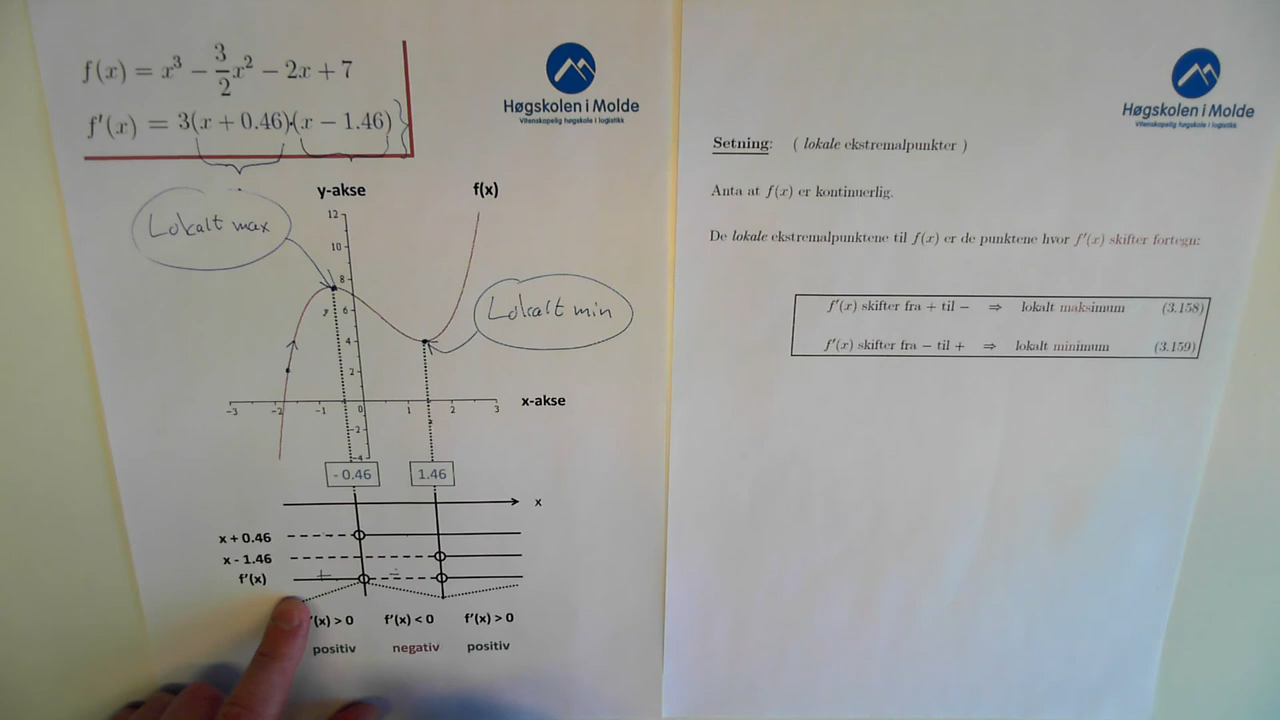 f(x) = x³ − 3/2 x² − 2x + 7
f′(x) = 3(x + 0.46)·(x − 1.46)
Høgskolen i Molde
Vitenskapelig høgskole i logistikk
Lokalt max
y-akse
f(x)
12
10
8
6
4
2
Lokalt min
−3 −2 −1 0 1 2 3
x-akse
−2
−4
- 0.46
1.46
x
x + 0.46
x - 1.46
f'(x) + ÷
f'(x) > 0 f'(x) < 0 f'(x) > 0
positiv negativ positiv
Høgskolen i Molde
Vitenskapelig høgskole i logistikk
Setning: ( lokale ekstremalpunkter )
Anta at f(x) er kontinuerlig.
De lokale ekstremalpunktene til f(x) er de punktene hvor f′(x) skifter fortegn:
f′(x) skifter fra + til − ⇒ lokalt maksimum (3.158)
f′(x) skifter fra − til + ⇒ lokalt minimum (3.159)